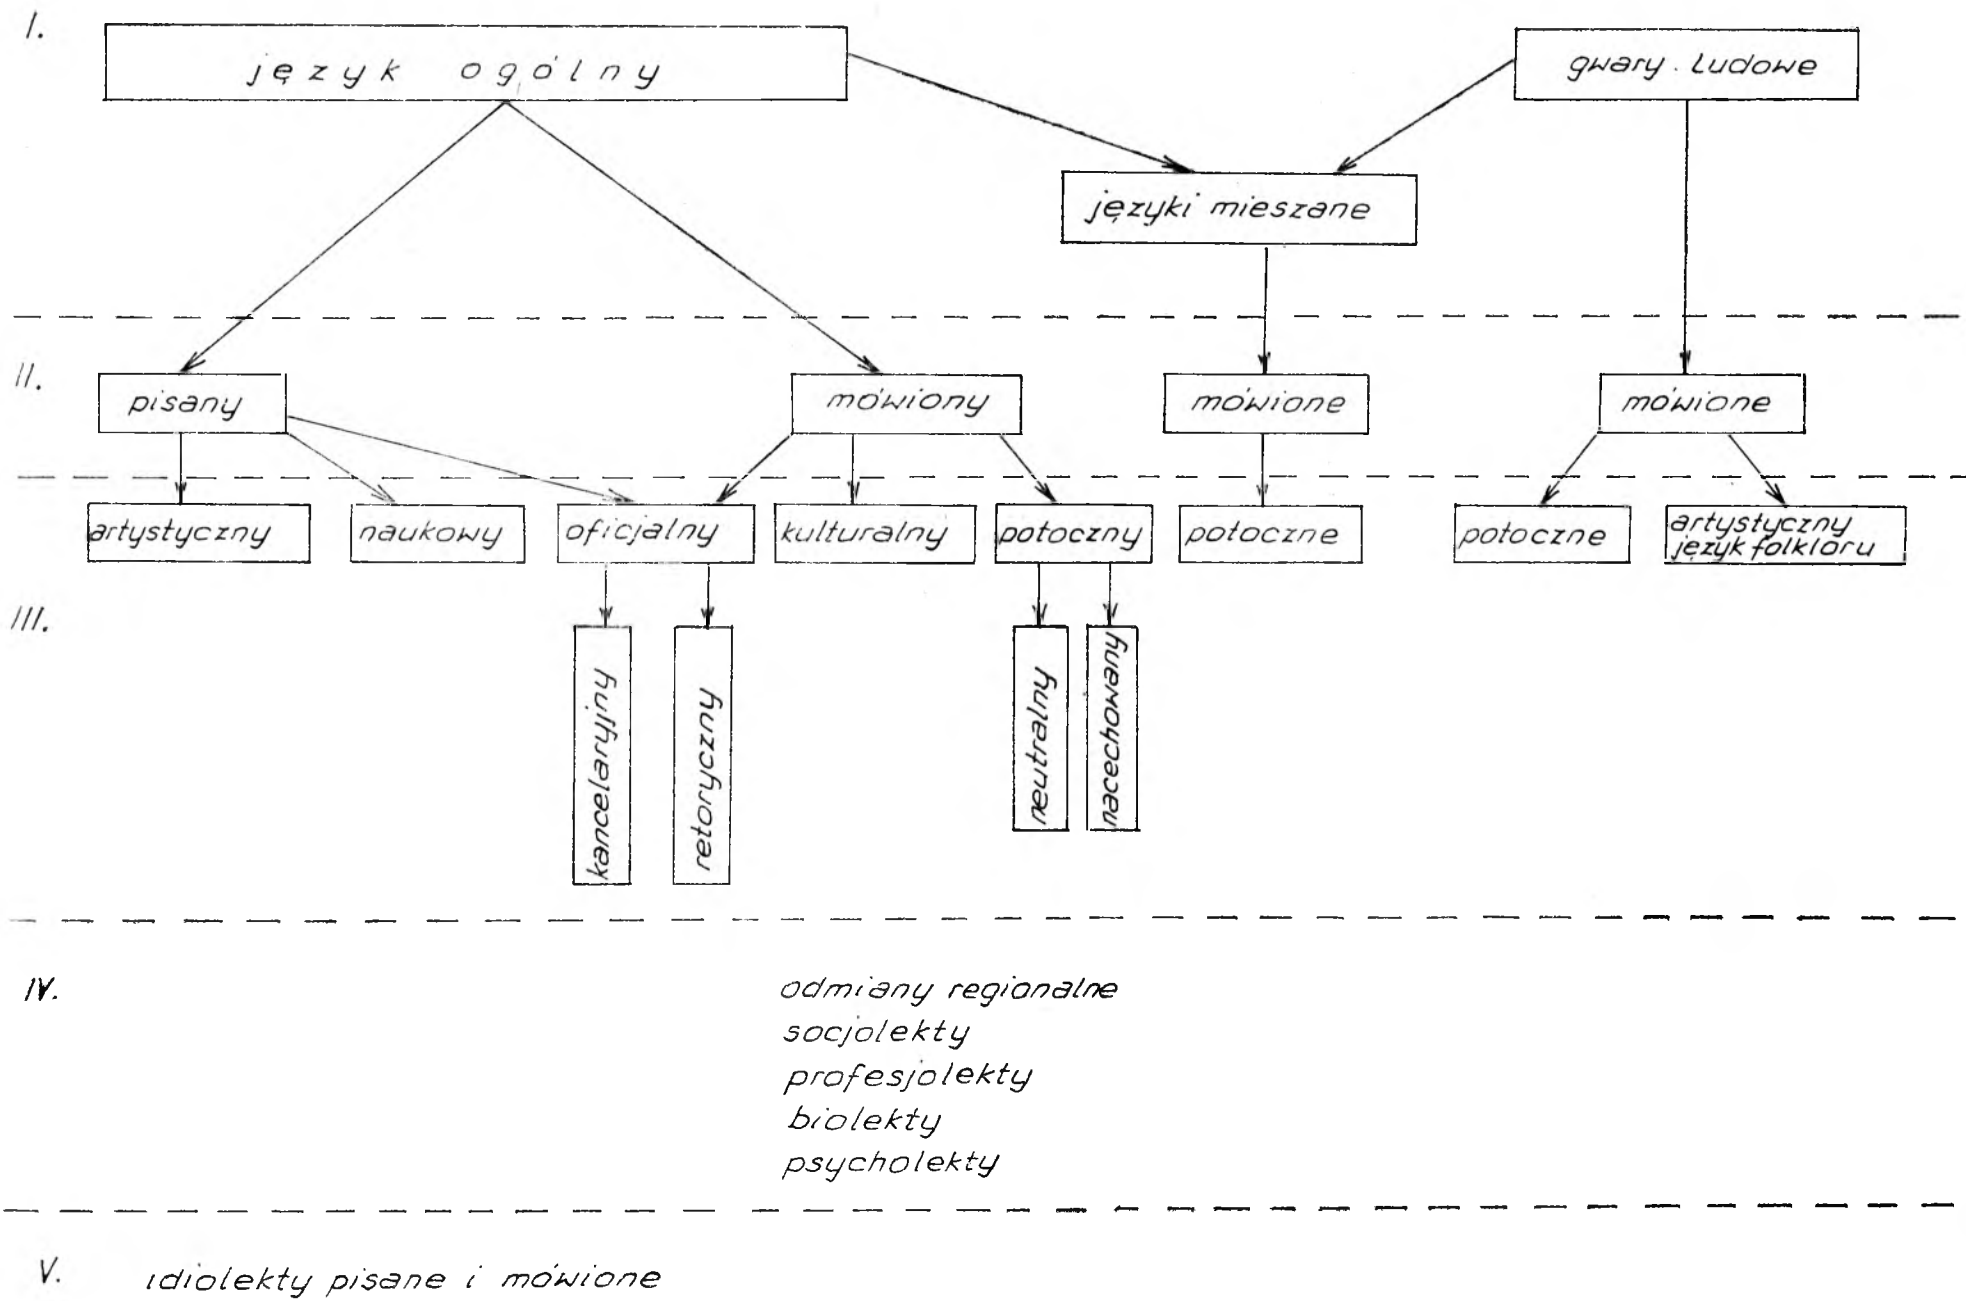 I.
język ogólny
gwary ludowe
języki mieszane
II.
pisany
mówiony
mówione
mówione
artystyczny
naukowy
oficjalny
kulturalny
potoczny
potoczne
potoczne
artystyczny
język folkloru
III.
kancelaryjny
retoryczny
neutralny
nacechowany
IV.
odmiany regionalne
socjolekty
profesjolekty
biolekty
psycholekty
V.
idiolekty pisane i mówione